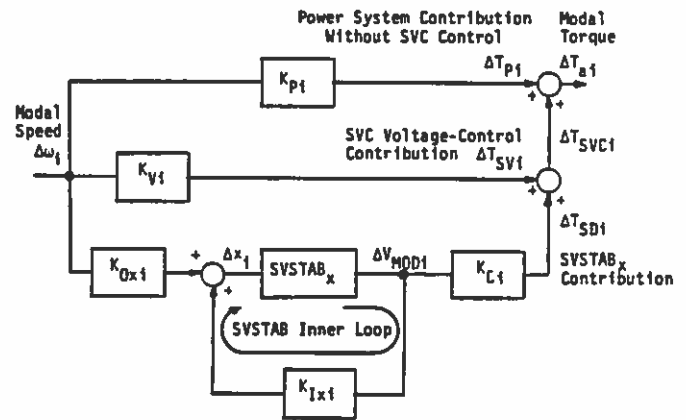 Power System Contribution
Without SVC Control
Modal
Torque
K_Pi
ΔT_Pi
ΔT_ai
+
+
Modal
Speed
Δω_i
SVC Voltage-Control
Contribution ΔT_SVi
ΔT_SVCi
K_Vi
+
+
ΔT_SDi
K_Oxi
+
+
Δx_i
SVSTAB_x
ΔV_MODi
K_Ci
SVSTAB_x
Contribution
SVSTAB Inner Loop
K_Ixi